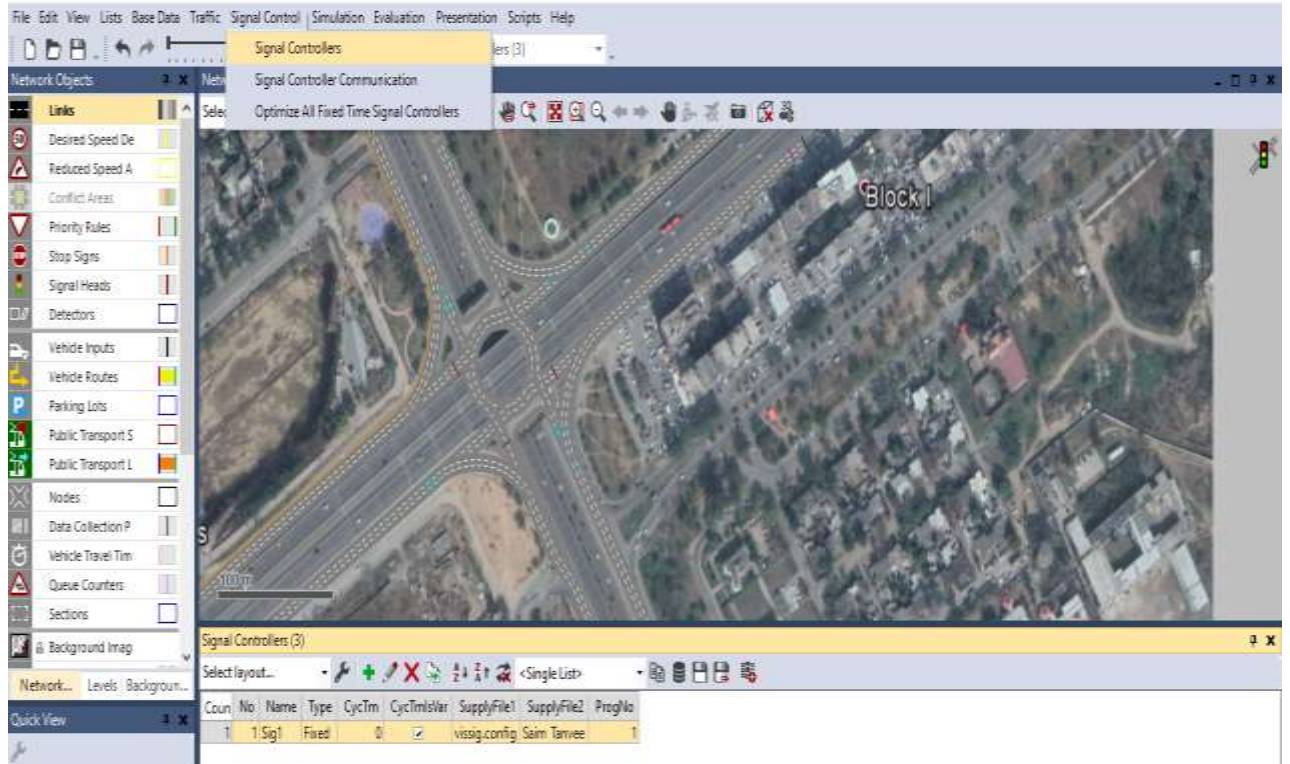 File Edit View Lists Base Data Traffic Signal Control Simulation Evaluation Presentation Scripts Help
Signal Controllers
Signal Controller Communication
Optimize All Fixed Time Signal Controllers
lers (3)
Network Objects
Netw
Selec
Links
Desired Speed De
Reduced Speed A
Conflict Areas
Priority Rules
Stop Signs
STOP
Signal Heads
Detectors
Vehicle Inputs
Vehicle Routes
Parking Lots
P
Public Transport S
Public Transport L
Nodes
Data Collection P
Vehicle Travel Tim
Queue Counters
Sections
Background Imag
Network... Levels Backgroun...
Quick View
Block I
S
100 m
Signal Controllers (3)
Select layout... <Single List>
Coun No Name Type CycTm CycTmIsVar SupplyFile1 SupplyFile2 ProgNo
1 1 Sig1 Fixed 0 vissig.config Saim Tanvee 1